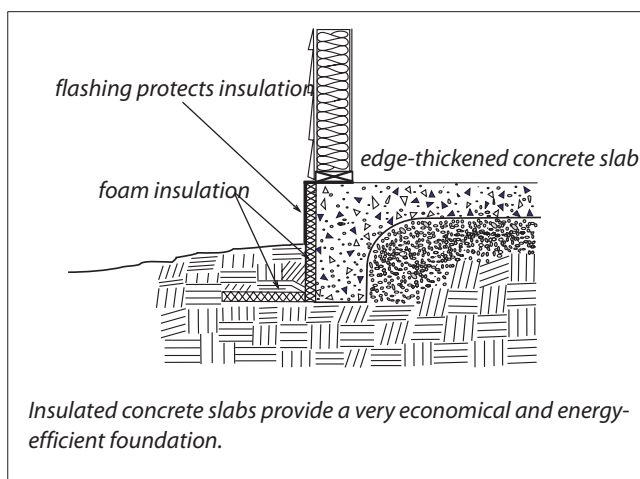 flashing protects insulation
edge-thickened concrete slab
foam insulation
Insulated concrete slabs provide a very economical and energy-
efficient foundation.